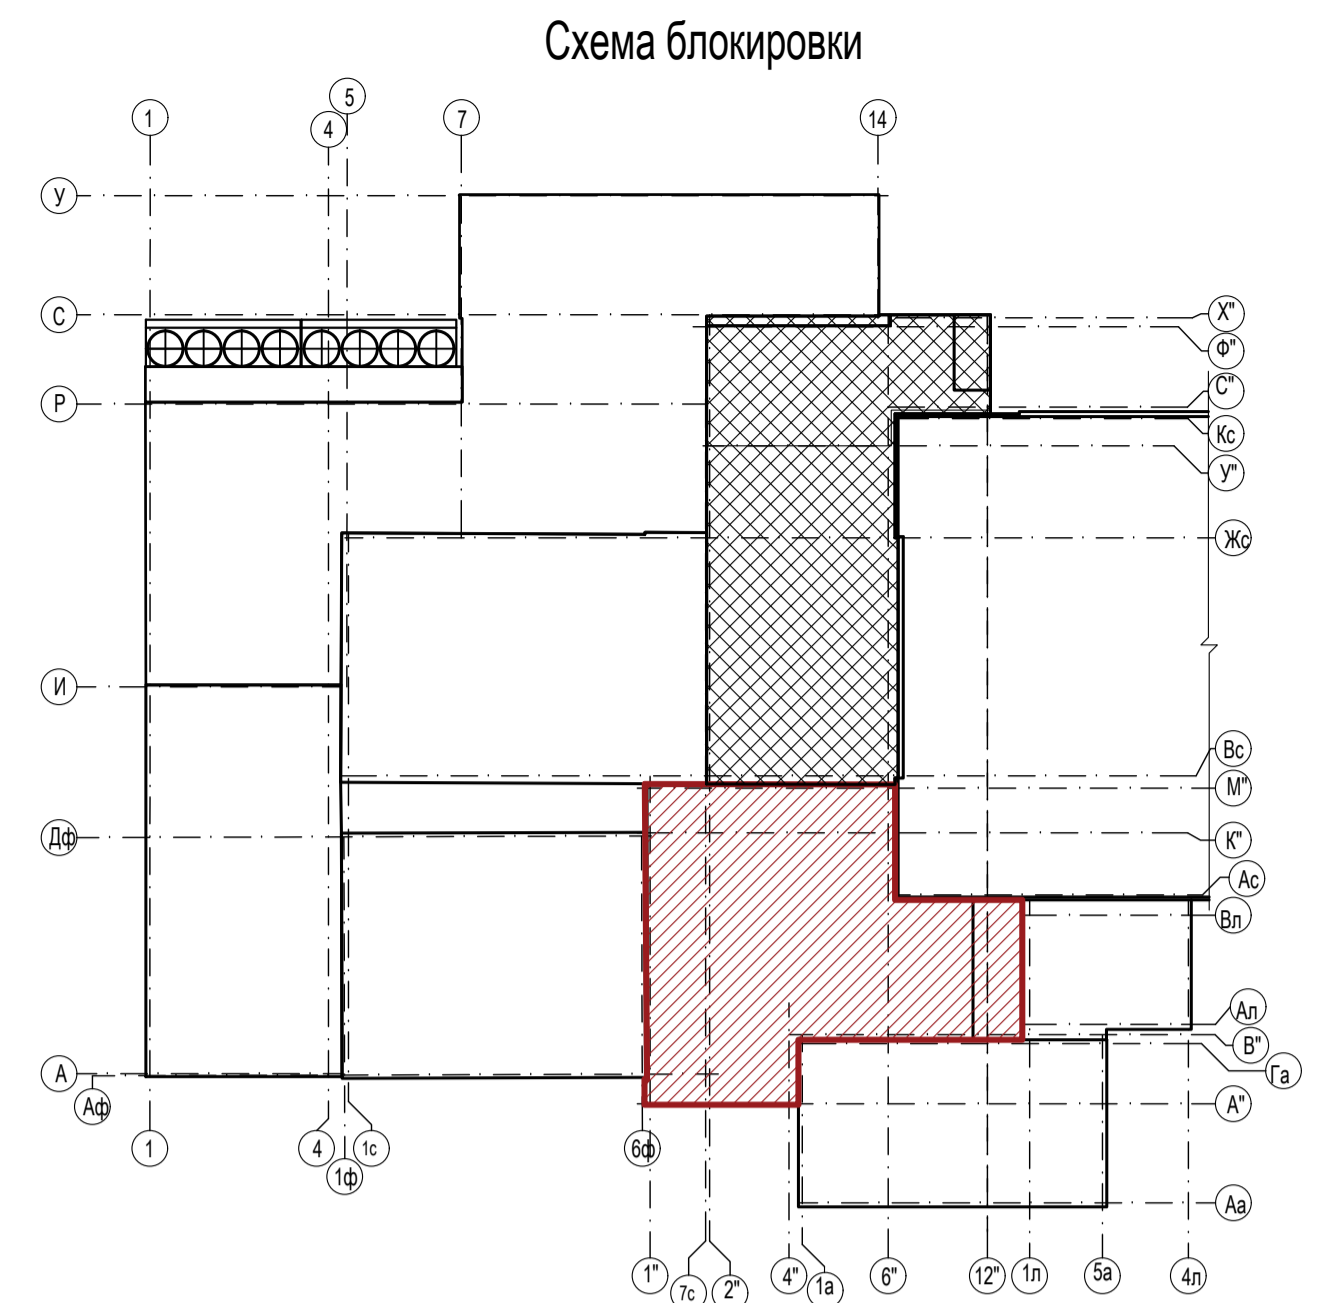 Схема блокировки
1
4
5
7
14
У
С
Р
И
Дф
А
Аф
Х"
Ф"
С"
Кс
У"
Жс
Вс
М"
К"
Ас
Вл
Ал
В"
Га
А"
Аа
1
4
1ф
1с
6ф
1"
7с
2"
4"
1а
6"
12"
1л
5а
4л